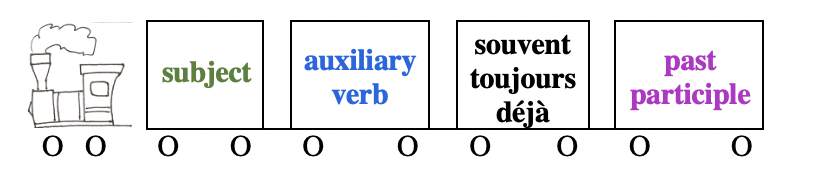 subject
auxiliary
verb
souvent
toujours
déjà
past
participle
O O O O O O O O O O